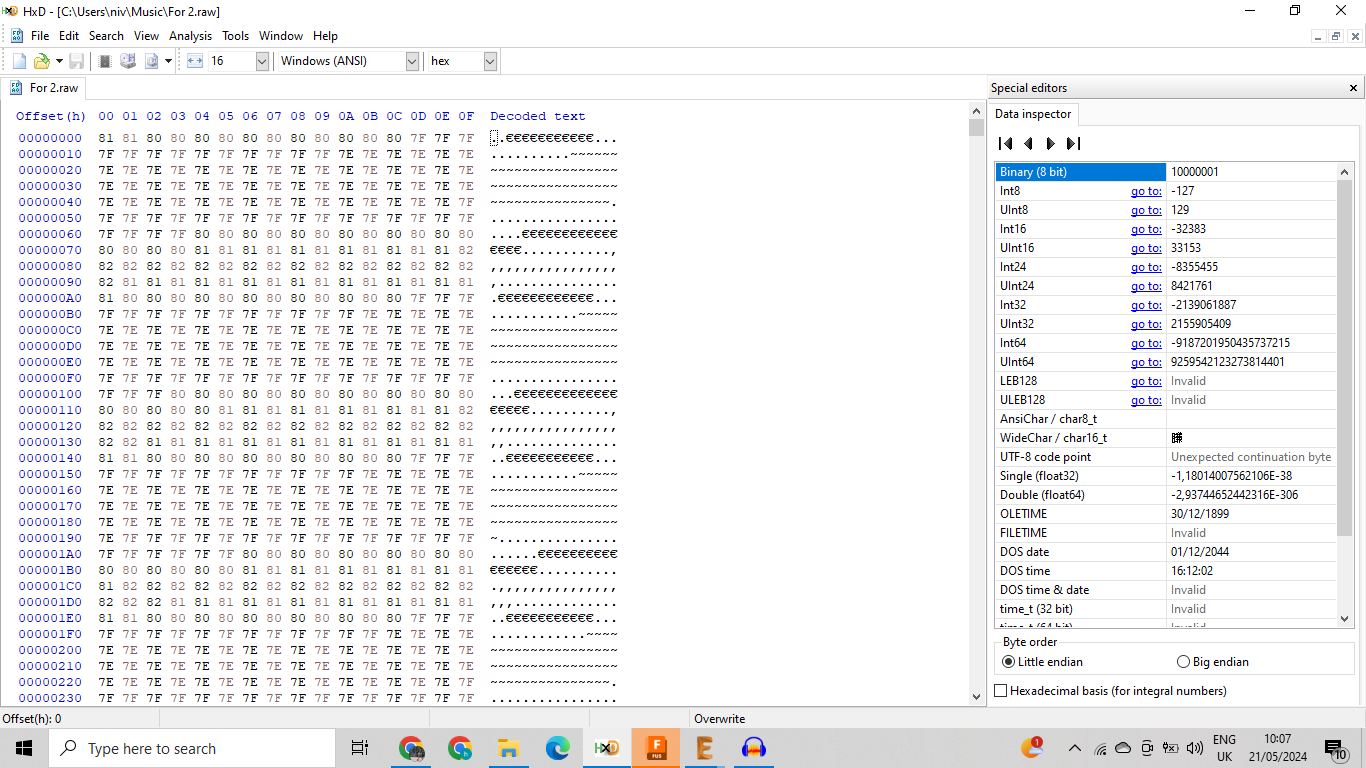 HxD - [C:\Users\niv\Music\For 2.raw]
File Edit Search View Analysis Tools Window Help
16 Windows (ANSI) hex
For 2.raw
Offset(h) 00 01 02 03 04 05 06 07 08 09 0A 0B 0C 0D 0E 0F Decoded text
00000000 81 81 80 80 80 80 80 80 80 80 80 80 80 7F 7F 7F ..€€€€€€€€€€€...
00000010 7F 7F 7F 7F 7F 7F 7F 7F 7F 7F 7E 7E 7E 7E 7E 7E ..........~~~~~~
00000020 7E 7E 7E 7E 7E 7E 7E 7E 7E 7E 7E 7E 7E 7E 7E 7E ~~~~~~~~~~~~~~~~
00000030 7E 7E 7E 7E 7E 7E 7E 7E 7E 7E 7E 7E 7E 7E 7E 7E ~~~~~~~~~~~~~~~~
00000040 7E 7E 7E 7E 7E 7E 7E 7E 7E 7E 7E 7E 7E 7E 7E 7F ~~~~~~~~~~~~~~~.
00000050 7F 7F 7F 7F 7F 7F 7F 7F 7F 7F 7F 7F 7F 7F 7F 7F ................
00000060 7F 7F 7F 7F 80 80 80 80 80 80 80 80 80 80 80 80 ....€€€€€€€€€€€€
00000070 80 80 80 80 81 81 81 81 81 81 81 81 81 81 81 82 €€€€...........‚
00000080 82 82 82 82 82 82 82 82 82 82 82 82 82 82 82 82 ‚‚‚‚‚‚‚‚‚‚‚‚‚‚‚‚
00000090 82 81 81 81 81 81 81 81 81 81 81 81 81 81 81 81 ‚...............
000000A0 81 80 80 80 80 80 80 80 80 80 80 80 80 7F 7F 7F .€€€€€€€€€€€€...
000000B0 7F 7F 7F 7F 7F 7F 7F 7F 7F 7F 7F 7E 7E 7E 7E 7E ...........~~~~~
000000C0 7E 7E 7E 7E 7E 7E 7E 7E 7E 7E 7E 7E 7E 7E 7E 7E ~~~~~~~~~~~~~~~~
000000D0 7E 7E 7E 7E 7E 7E 7E 7E 7E 7E 7E 7E 7E 7E 7E 7E ~~~~~~~~~~~~~~~~
000000E0 7E 7E 7E 7E 7E 7E 7E 7E 7E 7E 7E 7E 7E 7E 7E 7E ~~~~~~~~~~~~~~~~
000000F0 7F 7F 7F 7F 7F 7F 7F 7F 7F 7F 7F 7F 7F 7F 7F 7F ................
00000100 7F 7F 7F 80 80 80 80 80 80 80 80 80 80 80 80 80 ...€€€€€€€€€€€€€
00000110 80 80 80 80 80 81 81 81 81 81 81 81 81 81 81 82 €€€€€..........‚
00000120 82 82 82 82 82 82 82 82 82 82 82 82 82 82 82 82 ‚‚‚‚‚‚‚‚‚‚‚‚‚‚‚‚
00000130 82 82 81 81 81 81 81 81 81 81 81 81 81 81 81 81 ‚‚..............
00000140 81 81 80 80 80 80 80 80 80 80 80 80 80 7F 7F 7F ..€€€€€€€€€€€...
00000150 7F 7F 7F 7F 7F 7F 7F 7F 7F 7F 7F 7E 7E 7E 7E 7E ...........~~~~~
00000160 7E 7E 7E 7E 7E 7E 7E 7E 7E 7E 7E 7E 7E 7E 7E 7E ~~~~~~~~~~~~~~~~
00000170 7E 7E 7E 7E 7E 7E 7E 7E 7E 7E 7E 7E 7E 7E 7E 7E ~~~~~~~~~~~~~~~~
00000180 7E 7E 7E 7E 7E 7E 7E 7E 7E 7E 7E 7E 7E 7E 7E 7E ~~~~~~~~~~~~~~~~
00000190 7E 7F 7F 7F 7F 7F 7F 7F 7F 7F 7F 7F 7F 7F 7F 7F ~...............
000001A0 7F 7F 7F 7F 7F 7F 80 80 80 80 80 80 80 80 80 80 ......€€€€€€€€€€
000001B0 80 80 80 80 80 80 81 81 81 81 81 81 81 81 81 81 €€€€€€..........
000001C0 81 82 82 82 82 82 82 82 82 82 82 82 82 82 82 82 .‚‚‚‚‚‚‚‚‚‚‚‚‚‚‚
000001D0 82 82 82 81 81 81 81 81 81 81 81 81 81 81 81 81 ‚‚‚.............
000001E0 81 81 80 80 80 80 80 80 80 80 80 80 80 7F 7F 7F ..€€€€€€€€€€€...
000001F0 7F 7F 7F 7F 7F 7F 7F 7F 7F 7F 7F 7F 7E 7E 7E 7E ............~~~~
00000200 7E 7E 7E 7E 7E 7E 7E 7E 7E 7E 7E 7E 7E 7E 7E 7E ~~~~~~~~~~~~~~~~
00000210 7E 7E 7E 7E 7E 7E 7E 7E 7E 7E 7E 7E 7E 7E 7E 7E ~~~~~~~~~~~~~~~~
00000220 7E 7E 7E 7E 7E 7E 7E 7E 7E 7E 7E 7E 7E 7E 7E 7F ~~~~~~~~~~~~~~~.
00000230 7F 7F 7F 7F 7F 7F 7F 7F 7F 7F 7F 7F 7F 7F 7F 7F ................
Special editors
Data inspector
Binary (8 bit) 10000001
Int8 go to: -127
UInt8 go to: 129
Int16 go to: -32383
UInt16 go to: 33153
Int24 go to: -8355455
UInt24 go to: 8421761
Int32 go to: -2139061887
UInt32 go to: 2155905409
Int64 go to: -9187201950435737215
UInt64 go to: 9259542123273814401
LEB128 go to: Invalid
ULEB128 go to: Invalid
AnsiChar / char8_t
WideChar / char16_t
UTF-8 code point Unexpected continuation byte
Single (float32) -1,18014007562106E-38
Double (float64) -2,93744652442316E-306
OLETIME 30/12/1899
FILETIME Invalid
DOS date 01/12/2044
DOS time 16:12:02
DOS time & date Invalid
time_t (32 bit) Invalid
time_t (64 bit) Invalid
Byte order
Little endian Big endian
Hexadecimal basis (for integral numbers)
Offset(h): 0 Overwrite
Type here to search
HXD
F
FUS
1
ENG
UK
10:07
21/05/2024
10